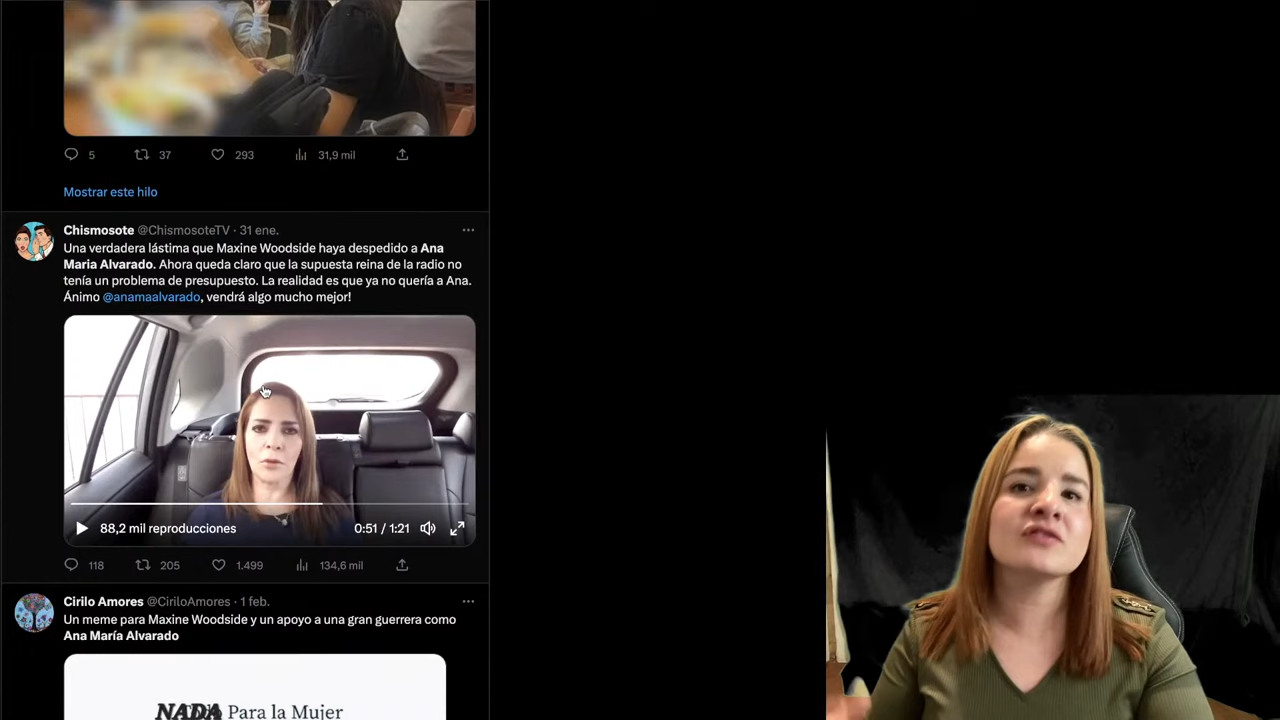 5 37 293 31,9 mil
Mostrar este hilo
Chismosote @ChismosoteTV · 31 ene.
Una verdadera lástima que Maxine Woodside haya despedido a Ana
Maria Alvarado. Ahora queda claro que la supuesta reina de la radio no
tenía un problema de presupuesto. La realidad es que ya no quería a Ana.
Ánimo @anamaalvarado, vendrá algo mucho mejor!
88,2 mil reproducciones 0:51 / 1:21
118 205 1.499 134,6 mil
Cirilo Amores @CiriloAmores · 1 feb.
Un meme para Maxine Woodside y un apoyo a una gran guerrera como
Ana María Alvarado
NADA Para la Mujer